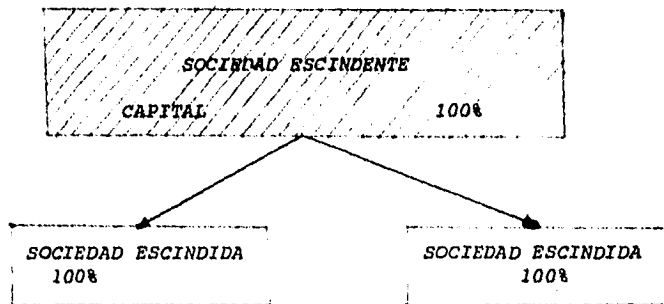 SOCIEDAD ESCINDENTE
CAPITAL 100%
SOCIEDAD ESCINDIDA
100%
SOCIEDAD ESCINDIDA
100%